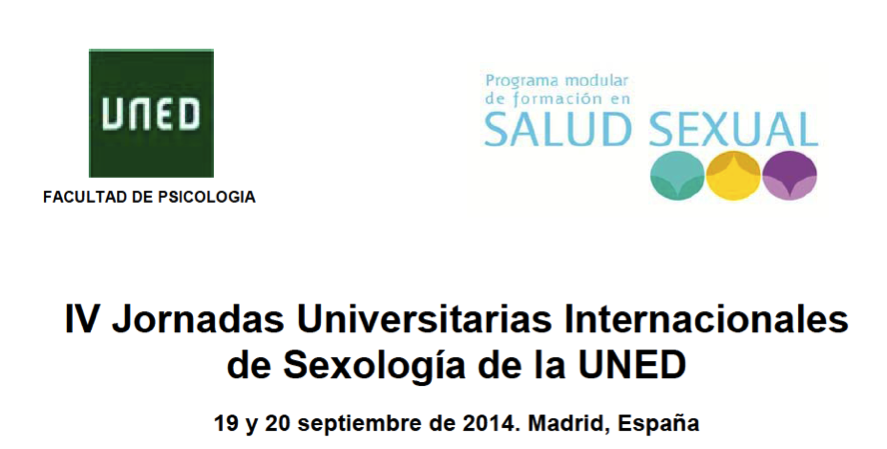 UNED
FACULTAD DE PSICOLOGIA
Programa modular
de formación en
SALUD SEXUAL
IV Jornadas Universitarias Internacionales
de Sexología de la UNED
19 y 20 septiembre de 2014. Madrid, España